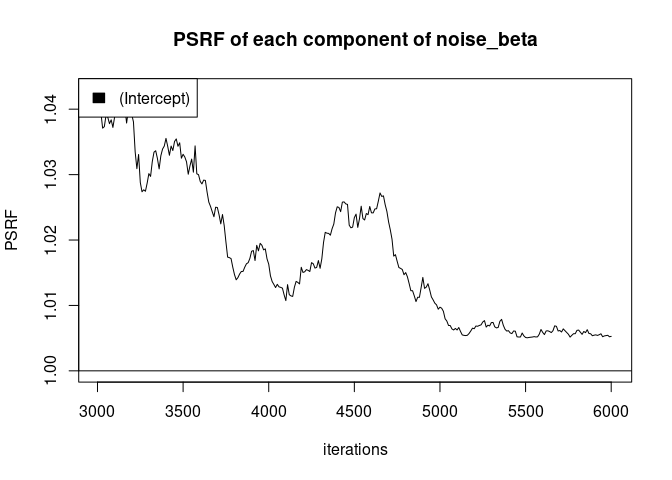 PSRF of each component of noise_beta
(Intercept)
PSRF
1.04
1.03
1.02
1.01
1.00
3000 3500 4000 4500 5000 5500 6000
iterations